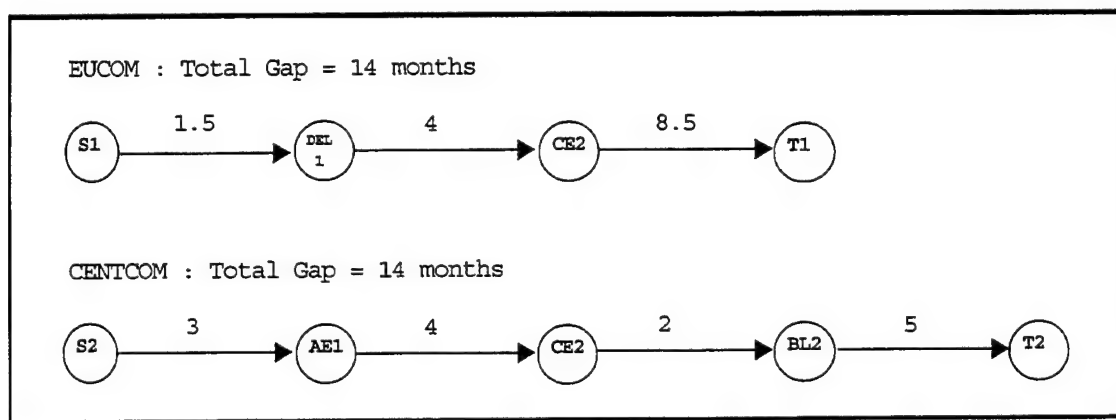 EUCOM : Total Gap = 14 months
1.5 4 8.5
S1 DEL 1 CE2 T1
CENTCOM : Total Gap = 14 months
3 4 2 5
S2 AE1 CE2 BL2 T2